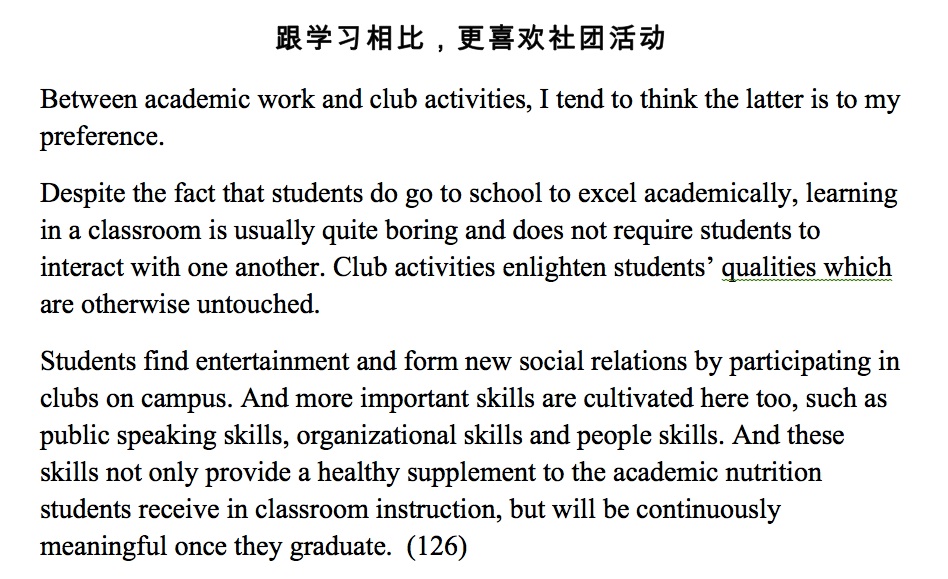 跟学习相比，更喜欢社团活动
Between academic work and club activities, I tend to think the latter is to my
preference.
Despite the fact that students do go to school to excel academically, learning
in a classroom is usually quite boring and does not require students to
interact with one another. Club activities enlighten students’ qualities which
are otherwise untouched.
Students find entertainment and form new social relations by participating in
clubs on campus. And more important skills are cultivated here too, such as
public speaking skills, organizational skills and people skills. And these
skills not only provide a healthy supplement to the academic nutrition
students receive in classroom instruction, but will be continuously
meaningful once they graduate.  (126)